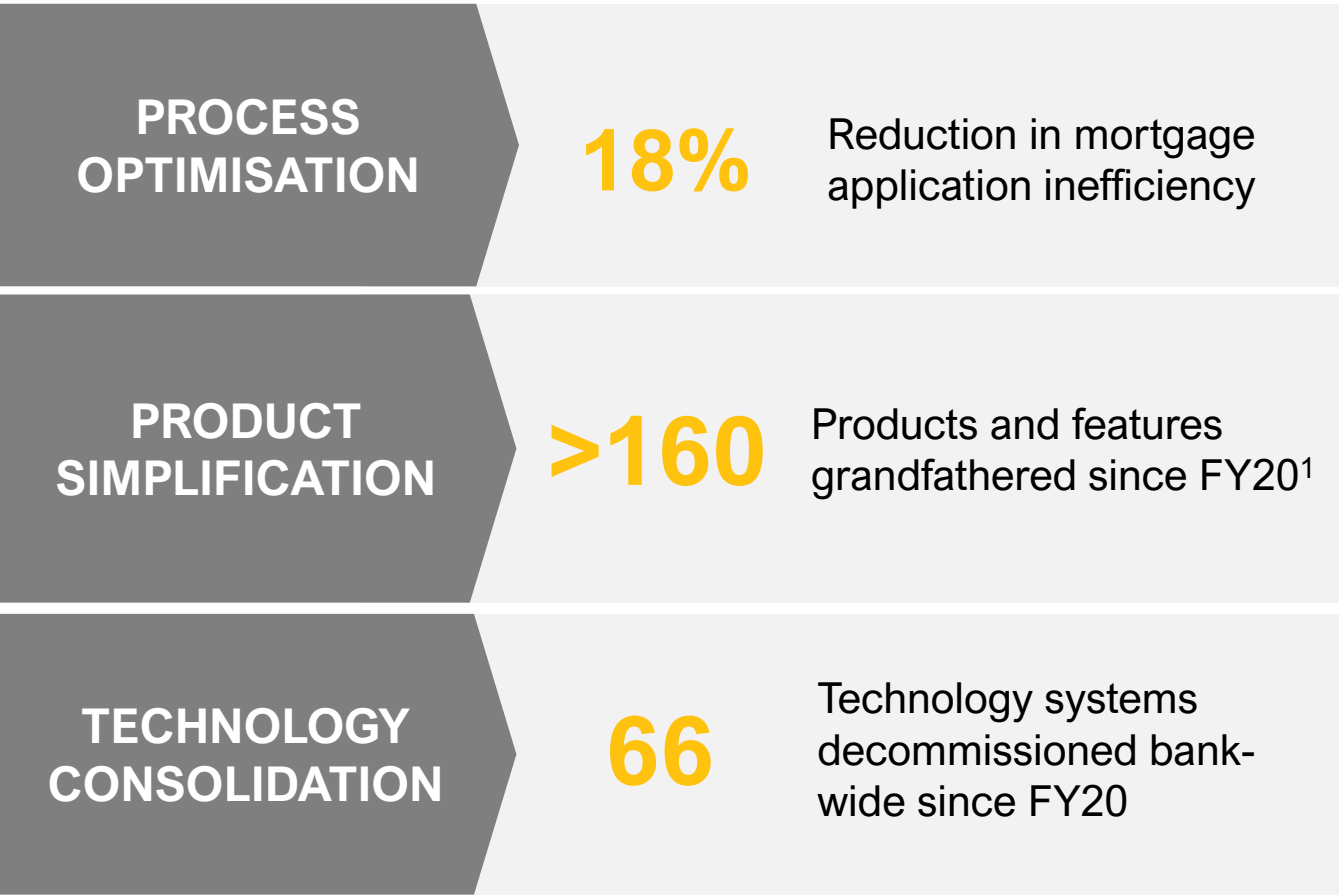 PROCESS
OPTIMISATION
18%
Reduction in mortgage
application inefficiency
PRODUCT
SIMPLIFICATION
>160
Products and features
grandfathered since FY20¹
TECHNOLOGY
CONSOLIDATION
66
Technology systems
decommissioned bank-
wide since FY20